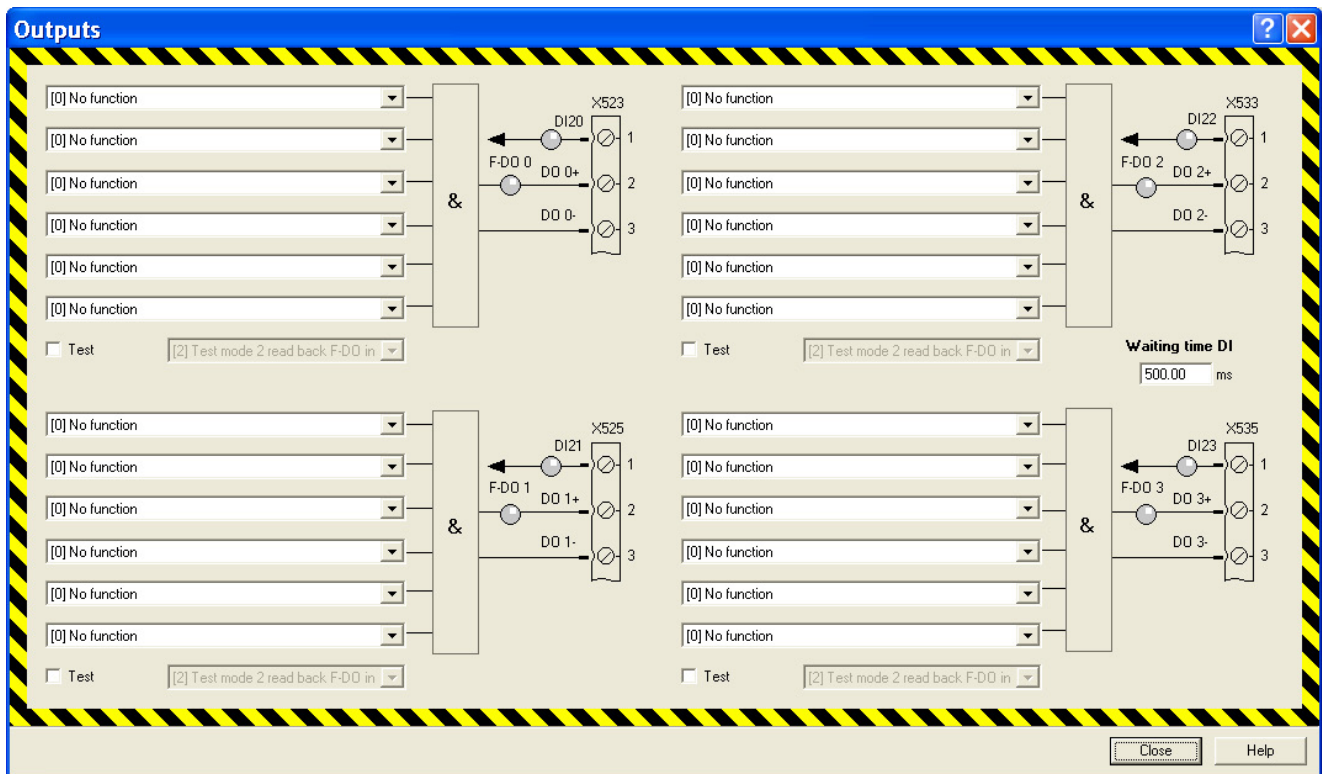 Outputs
[0] No function
[0] No function
[0] No function
[0] No function
[0] No function
[0] No function
&
X523
DI20
1
F-DO 0
DO 0+
2
DO 0-
3
Test
[2] Test mode 2 read back F-DO in
[0] No function
[0] No function
[0] No function
[0] No function
[0] No function
[0] No function
&
X533
DI22
1
F-DO 2
DO 2+
2
DO 2-
3
Test
[2] Test mode 2 read back F-DO in
Waiting time DI
500.00 ms
[0] No function
[0] No function
[0] No function
[0] No function
[0] No function
[0] No function
&
X525
DI21
1
F-DO 1
DO 1+
2
DO 1-
3
Test
[2] Test mode 2 read back F-DO in
[0] No function
[0] No function
[0] No function
[0] No function
[0] No function
[0] No function
&
X535
DI23
1
F-DO 3
DO 3+
2
DO 3-
3
Test
[2] Test mode 2 read back F-DO in
Close
Help